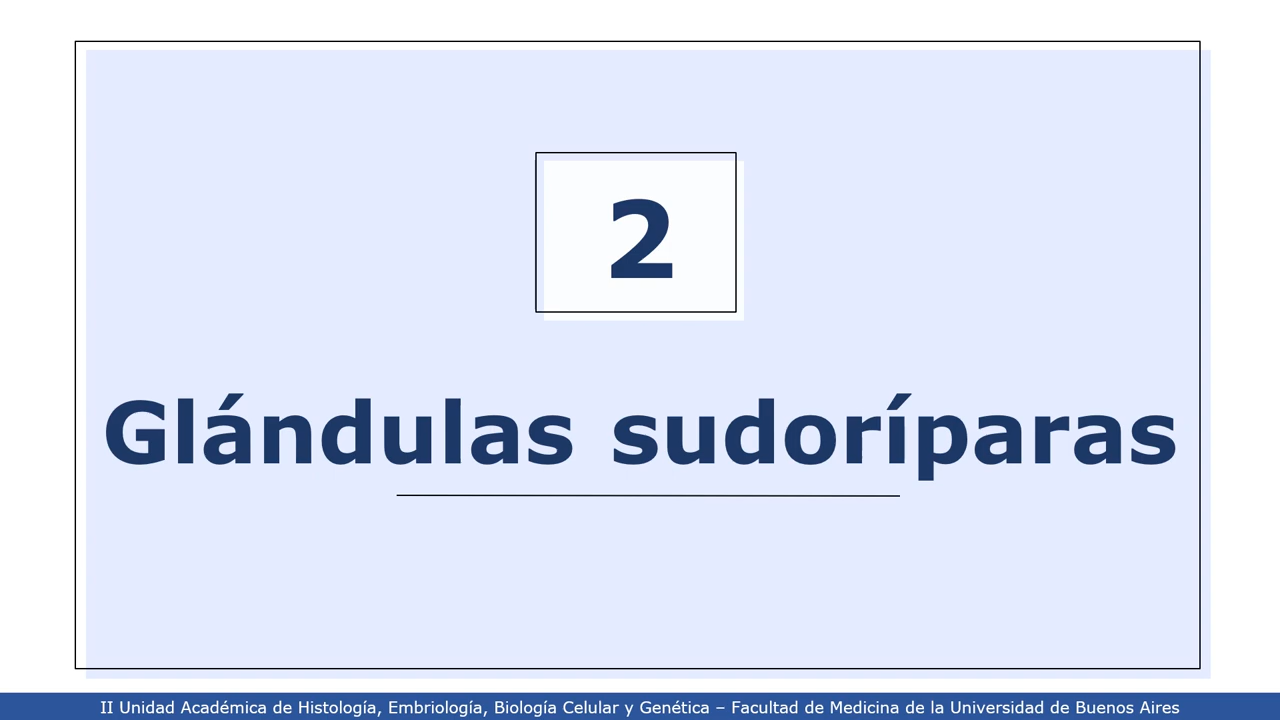 2
Glándulas sudoríparas
II Unidad Académica de Histología, Embriología, Biología Celular y Genética – Facultad de Medicina de la Universidad de Buenos Aires